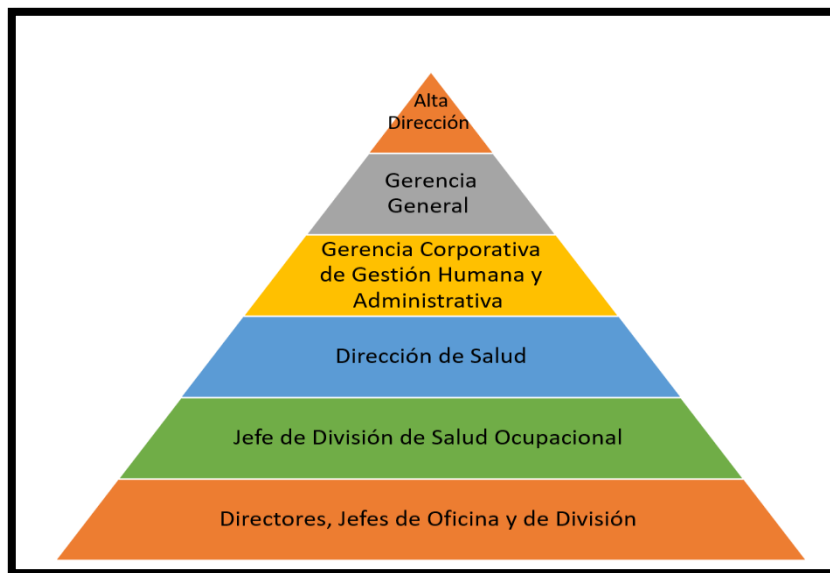 Alta
Dirección
Gerencia
General
Gerencia Corporativa
de Gestión Humana y
Administrativa
Dirección de Salud
Jefe de División de Salud Ocupacional
Directores, Jefes de Oficina y de División